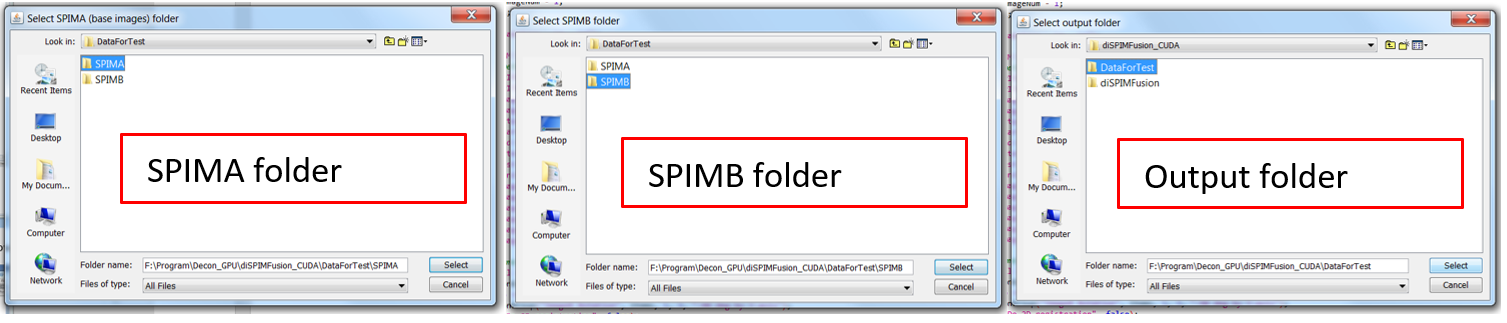 Select SPIMA (base images) folder
Look in: DataForTest
SPIMA
SPIMB
Recent Items
Desktop
My Docum...
Computer
Network
SPIMA folder
Folder name: F:\Program\Decon_GPU\diSPIMFusion_CUDA\DataForTest\SPIMA
Select
Files of type: All Files
Cancel
Select SPIMB folder
Look in: DataForTest
SPIMA
SPIMB
Recent Items
Desktop
My Docum...
Computer
Network
SPIMB folder
Folder name: F:\Program\Decon_GPU\diSPIMFusion_CUDA\DataForTest\SPIMB
Select
Files of type: All Files
Cancel
mageNum - 1;
Select output folder
Look in: diSPIMFusion_CUDA
DataForTest
diSPIMFusion
Recent Items
Desktop
My Docum...
Computer
Network
Output folder
Folder name: F:\Program\Decon_GPU\diSPIMFusion_CUDA\DataForTest
Select
Files of type: All Files
Cancel